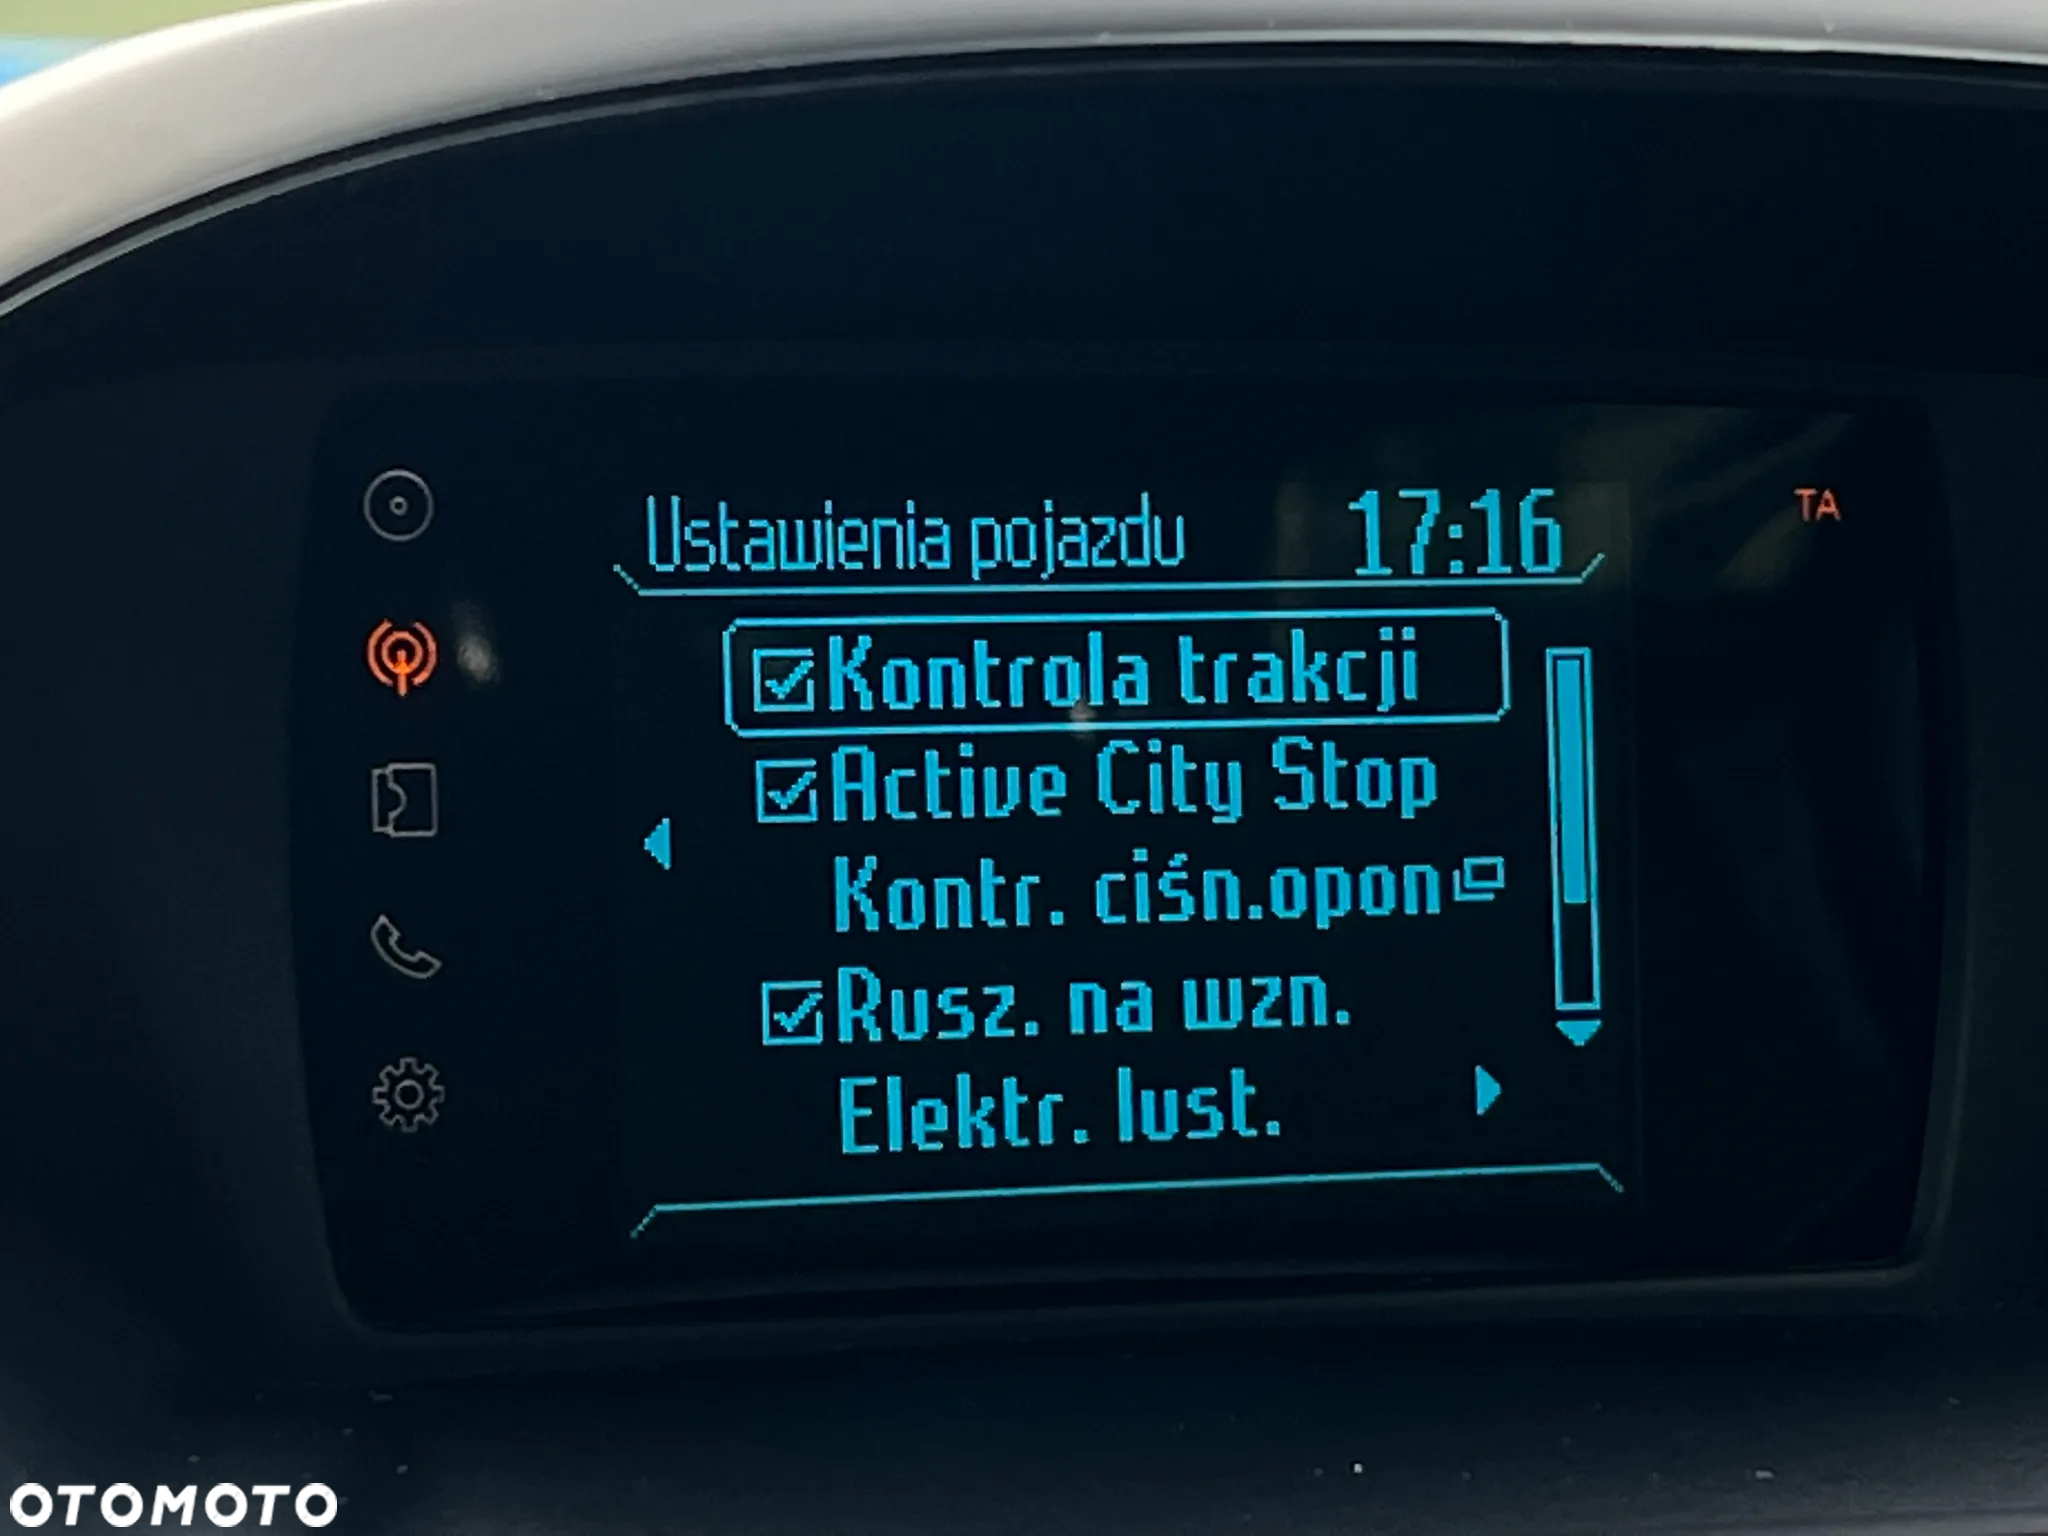 Ustawienia pojazdu 17:16
TA
Kontrola trakcji
Active City Stop
Kontr. ciśn.opon
Rusz. na wzn.
Elektr. lust.
OTOMOTO